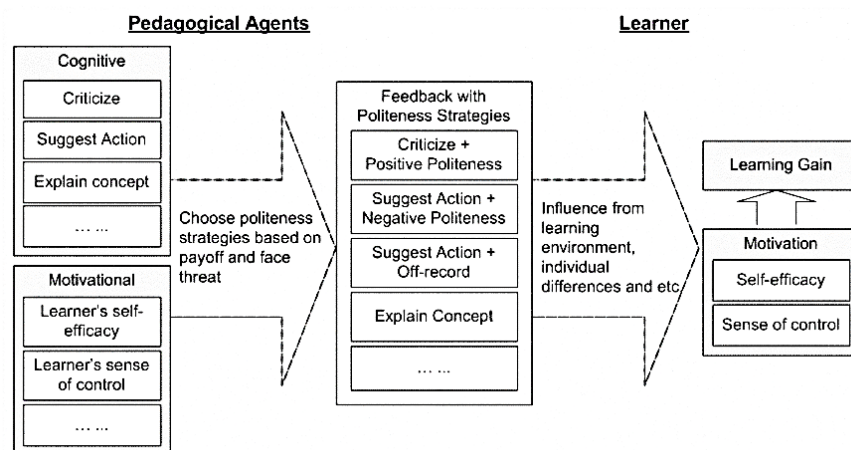 Pedagogical Agents
Learner
Cognitive
Criticize
Suggest Action
Explain concept
... ...
Motivational
Learner's self-
efficacy
Learner's sense
of control
... ...
Choose politeness
strategies based on
payoff and face
threat
Feedback with
Politeness Strategies
Criticize +
Positive Politeness
Suggest Action +
Negative Politeness
Suggest Action +
Off-record
Explain Concept
... ...
Influence from
learning
environment,
individual
differences and etc
Learning Gain
Motivation
Self-efficacy
Sense of control